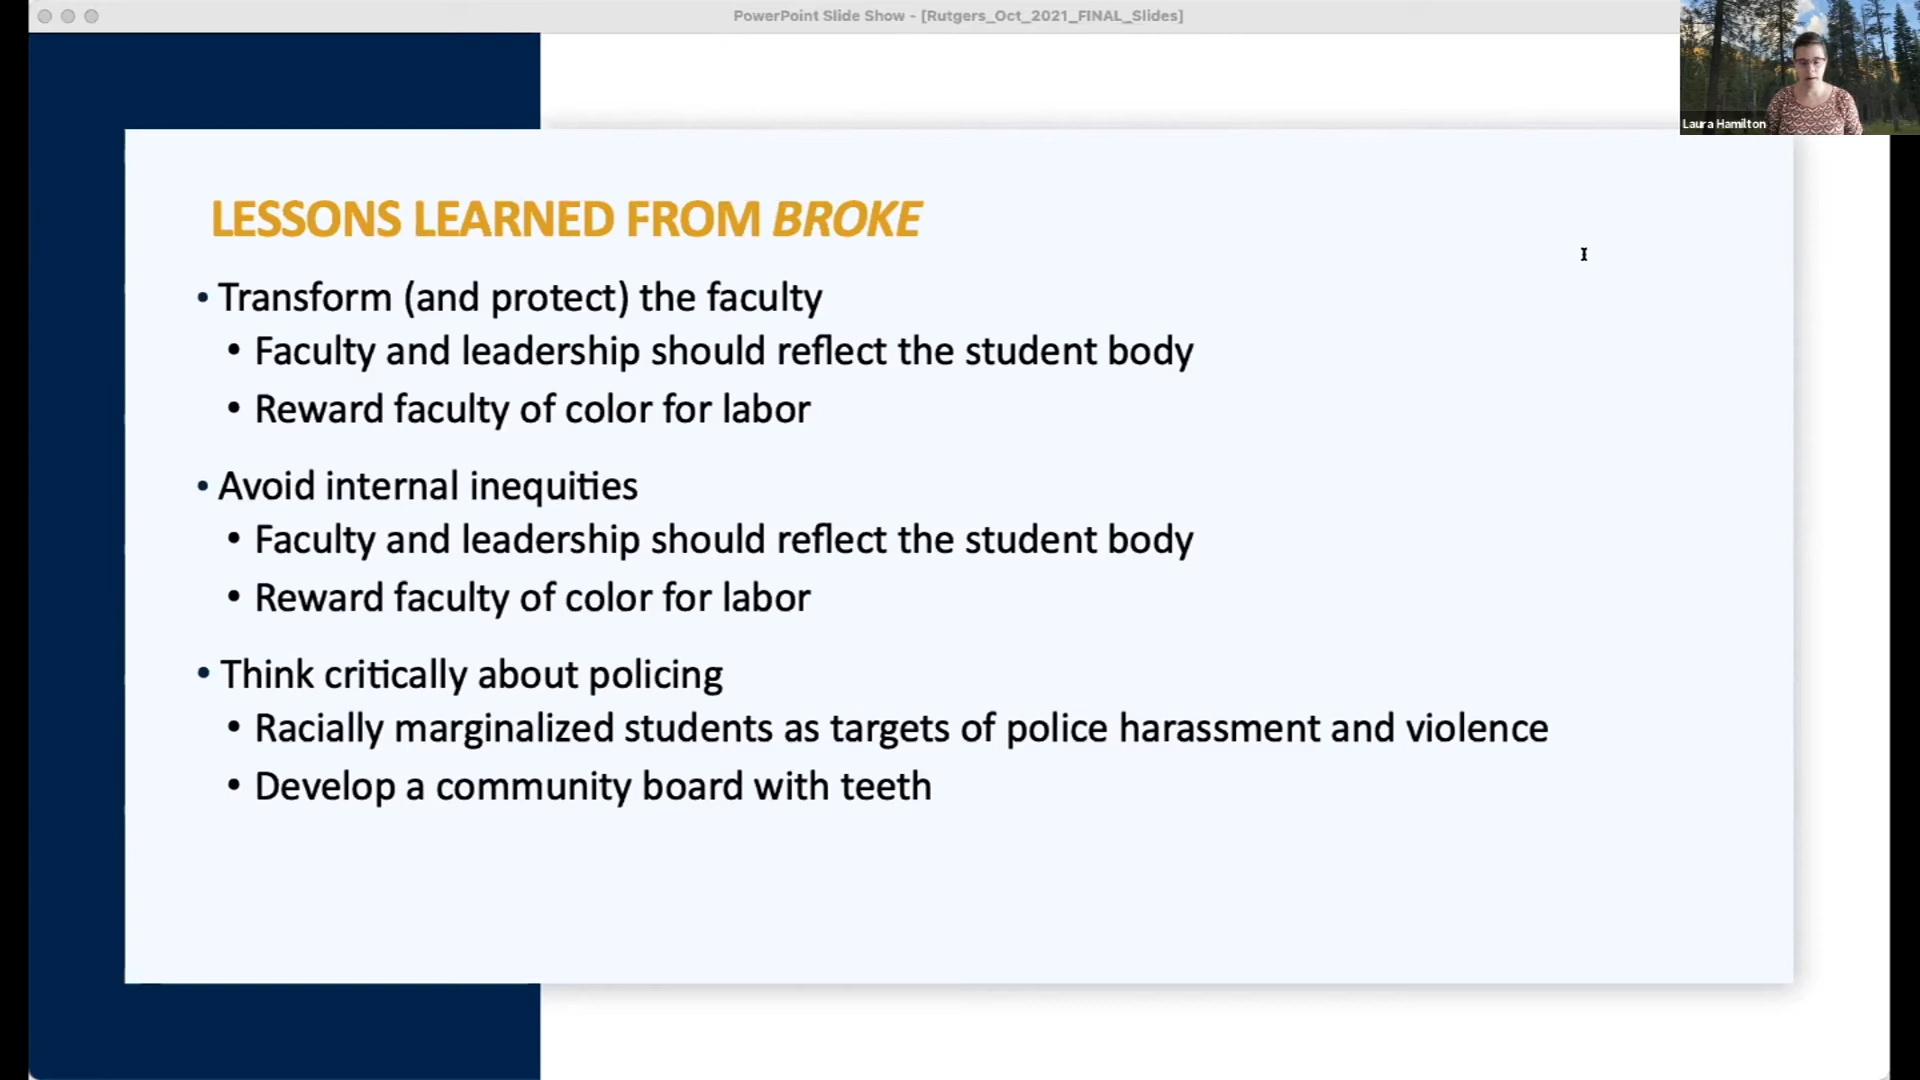 PowerPoint Slide Show - [Rutgers_Oct_2021_FINAL_Slides]
Laura Hamilton
LESSONS LEARNED FROM BROKE
• Transform (and protect) the faculty
• Faculty and leadership should reflect the student body
• Reward faculty of color for labor
• Avoid internal inequities
• Faculty and leadership should reflect the student body
• Reward faculty of color for labor
• Think critically about policing
• Racially marginalized students as targets of police harassment and violence
• Develop a community board with teeth